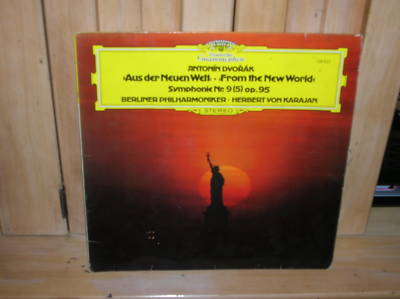 ANTONÍN DVOŘÁK
»Aus der Neuen Welt« · »From the New World«
Symphonie Nr. 9 (5) op. 95
BERLINER PHILHARMONIKER · HERBERT VON KARAJAN
STEREO